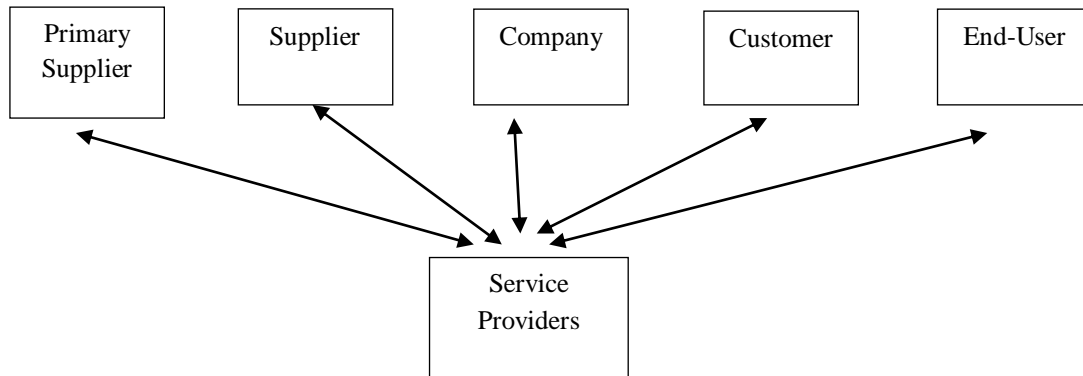 Primary
Supplier
Supplier
Company
Customer
End-User
Service
Providers